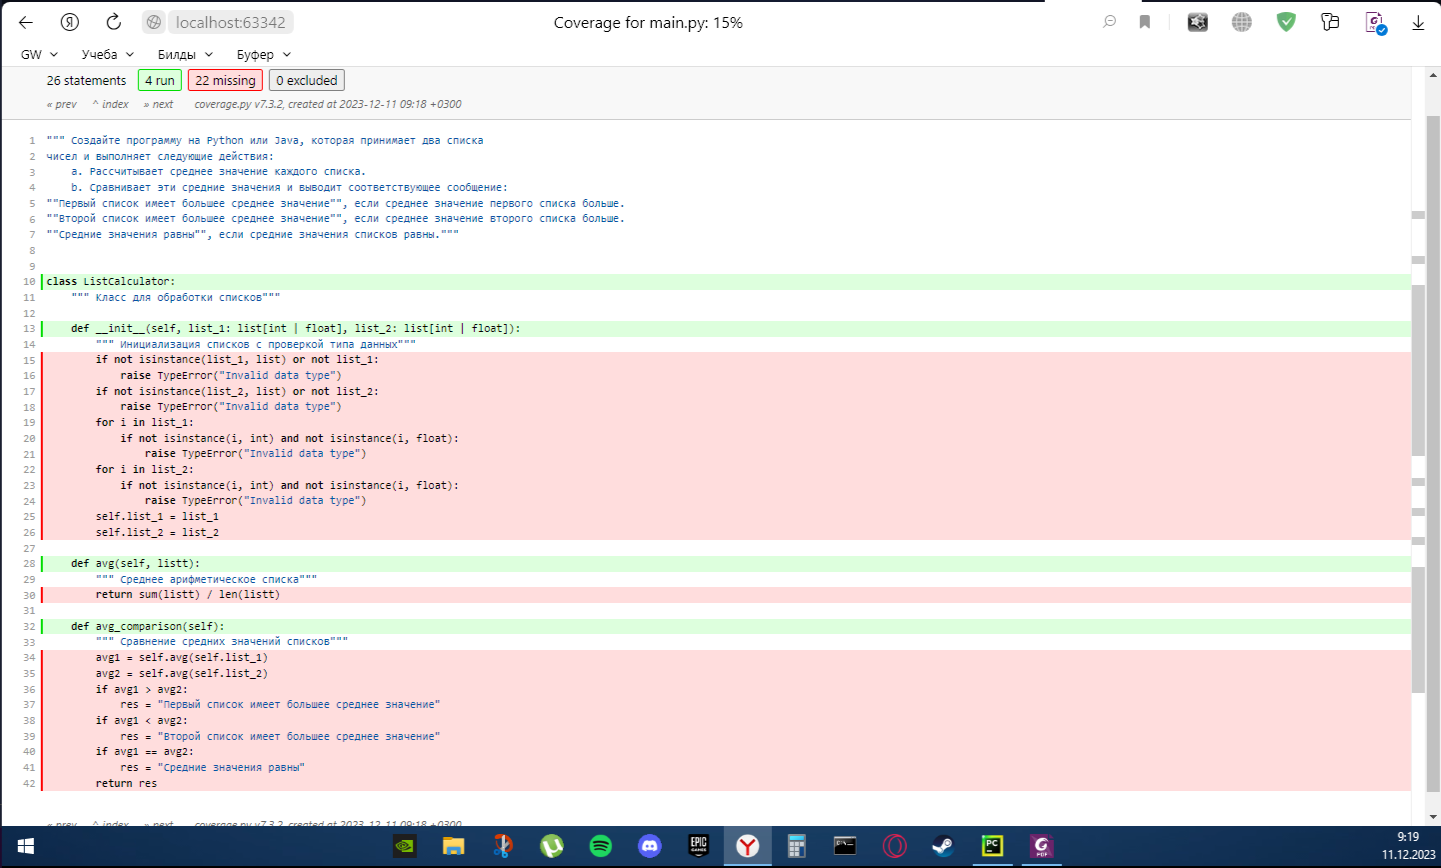 localhost:63342
Coverage for main.py: 15%
GW Учеба Билды Буфер
26 statements 4 run 22 missing 0 excluded
« prev ^ index » next coverage.py v7.3.2, created at 2023-12-11 09:18 +0300
1 """ Создайте программу на Python или Java, которая принимает два списка
2 чисел и выполняет следующие действия:
3 a. Рассчитывает среднее значение каждого списка.
4 b. Сравнивает эти средние значения и выводит соответствующее сообщение:
5 ""Первый список имеет большее среднее значение"", если среднее значение первого списка больше.
6 ""Второй список имеет большее среднее значение"", если среднее значение второго списка больше.
7 ""Средние значения равны"", если средние значения списков равны."""
8
9
10 class ListCalculator:
11 """ Класс для обработки списков"""
12
13 def __init__(self, list_1: list[int | float], list_2: list[int | float]):
14 """ Инициализация списков с проверкой типа данных"""
15 if not isinstance(list_1, list) or not list_1:
16 raise TypeError("Invalid data type")
17 if not isinstance(list_2, list) or not list_2:
18 raise TypeError("Invalid data type")
19 for i in list_1:
20 if not isinstance(i, int) and not isinstance(i, float):
21 raise TypeError("Invalid data type")
22 for i in list_2:
23 if not isinstance(i, int) and not isinstance(i, float):
24 raise TypeError("Invalid data type")
25 self.list_1 = list_1
26 self.list_2 = list_2
27
28 def avg(self, listt):
29 """ Среднее арифметическое списка"""
30 return sum(listt) / len(listt)
31
32 def avg_comparison(self):
33 """ Сравнение средних значений списков"""
34 avg1 = self.avg(self.list_1)
35 avg2 = self.avg(self.list_2)
36 if avg1 > avg2:
37 res = "Первый список имеет большее среднее значение"
38 if avg1 < avg2:
39 res = "Второй список имеет большее среднее значение"
40 if avg1 == avg2:
41 res = "Средние значения равны"
42 return res
« prev ^ index » next coverage.py v7.3.2, created at 2023-12-11 09:18 +0300
EPIC GAMES
PC
PDF
9:19
11.12.2023